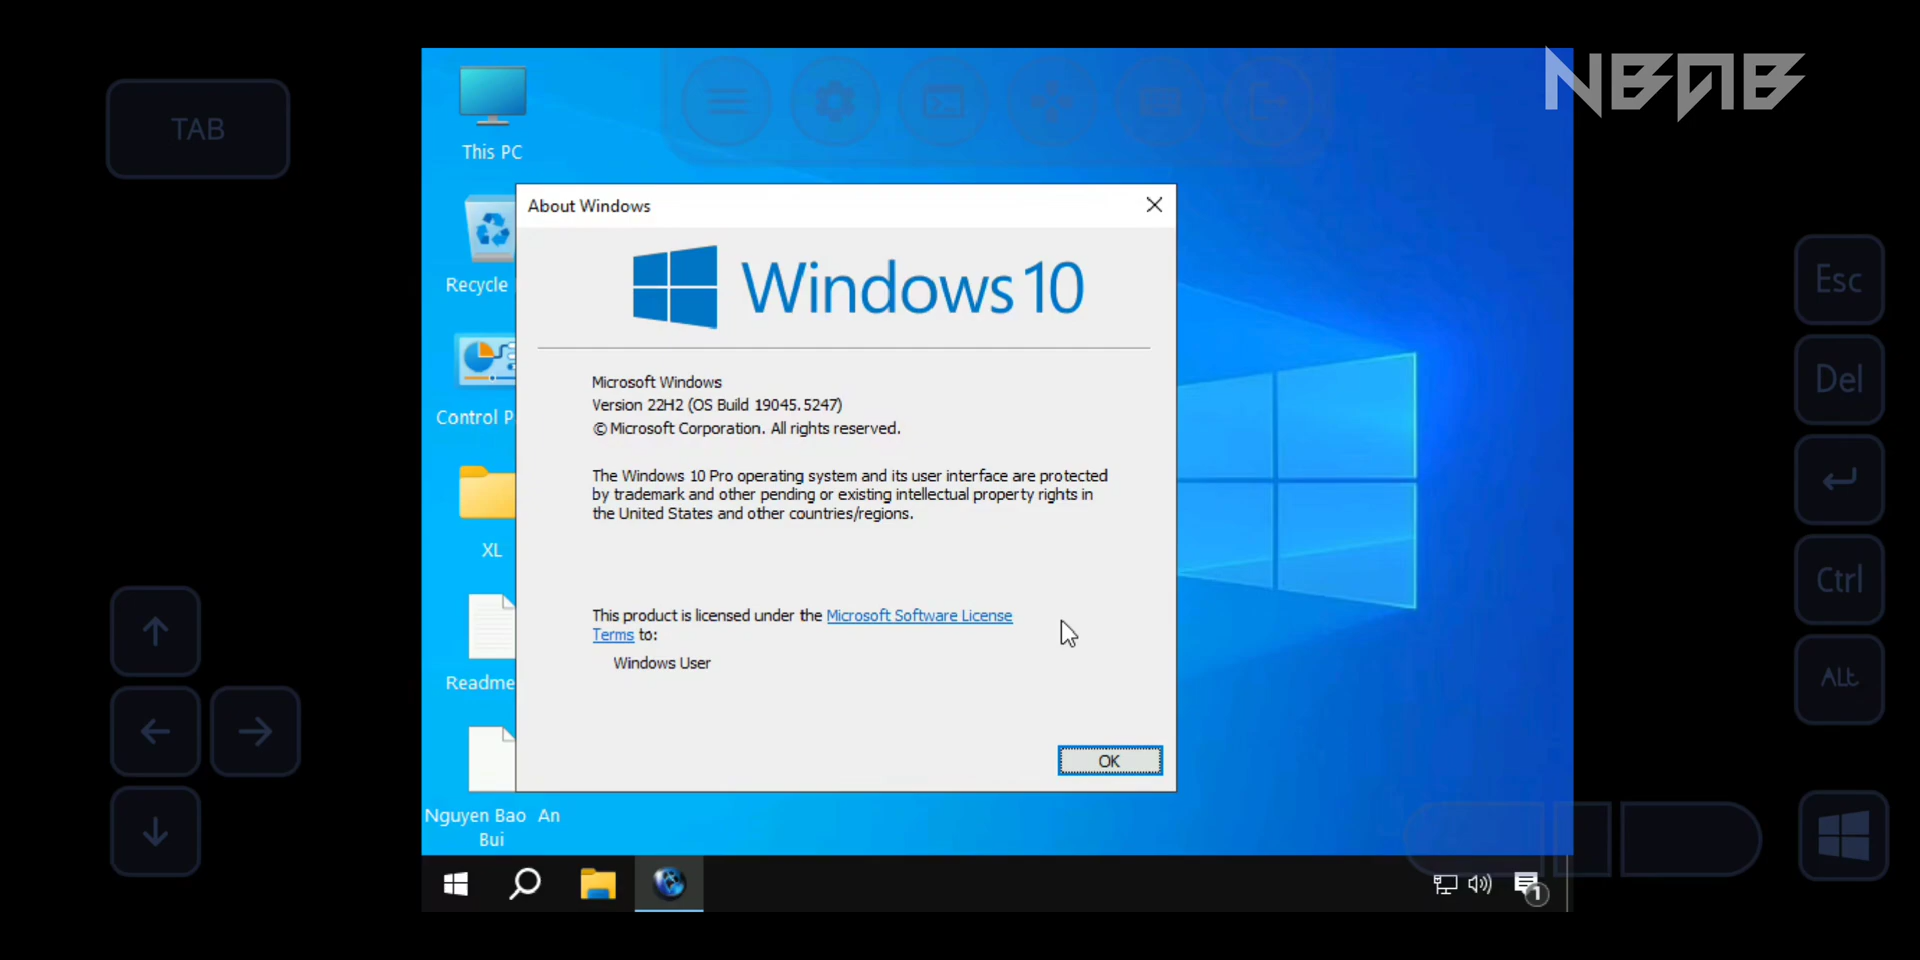 NBAB
TAB
This PC
About Windows
Recycle
Windows 10
Esc
Control P
Microsoft Windows
Version 22H2 (OS Build 19045.5247)
© Microsoft Corporation. All rights reserved.
Del
The Windows 10 Pro operating system and its user interface are protected
by trademark and other pending or existing intellectual property rights in
the United States and other countries/regions.
XL
Ctrl
This product is licensed under the Microsoft Software License
Terms to:
Windows User
Readme
Alt
OK
Nguyen Bao An
Bui
1